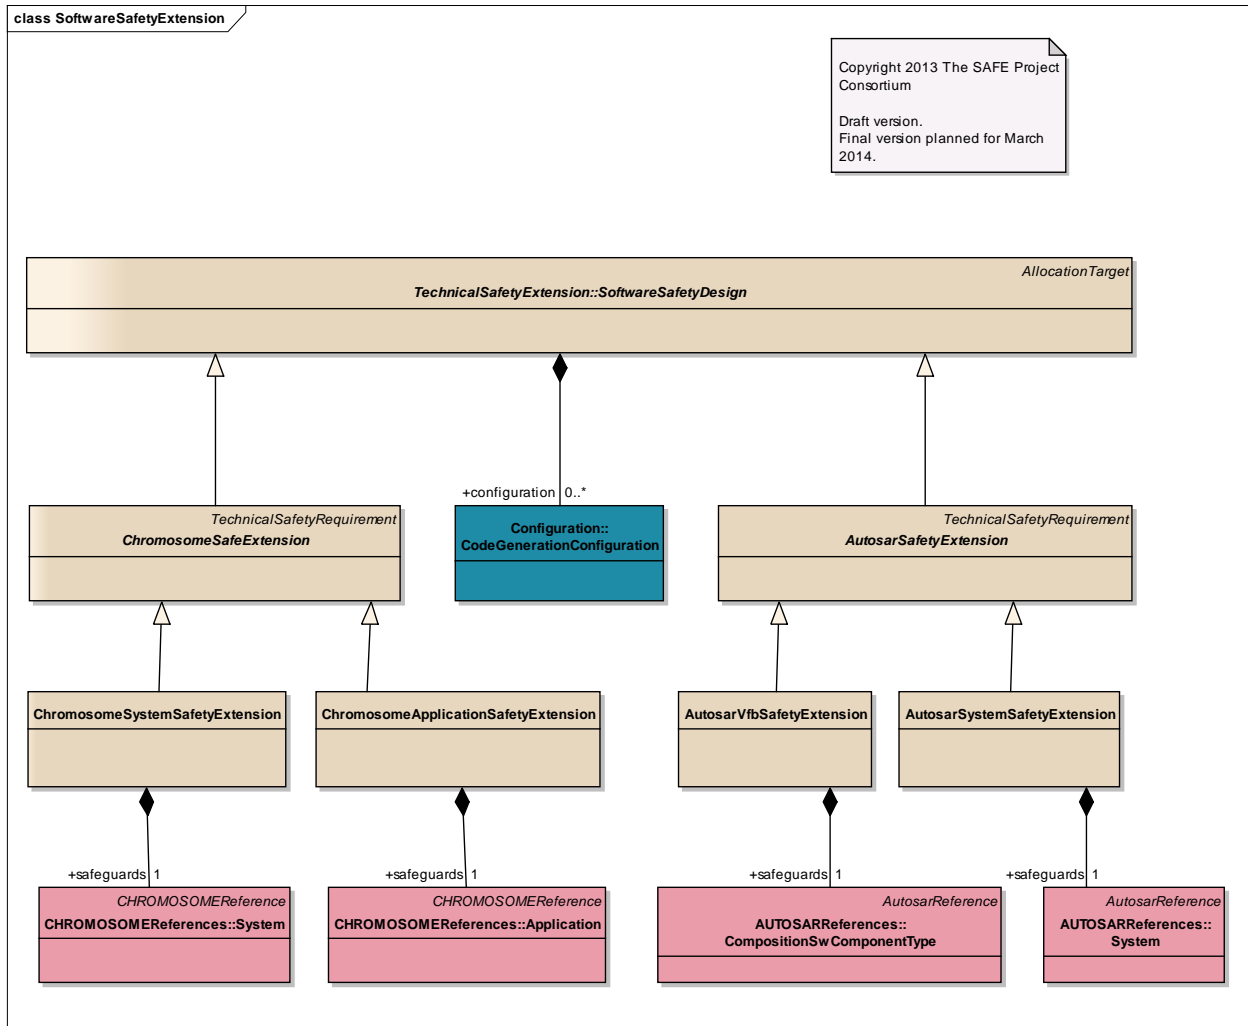 class SoftwareSafetyExtension
Copyright 2013 The SAFE Project
Consortium
Draft version.
Final version planned for March
2014.
AllocationTarget
TechnicalSafetyExtension::SoftwareSafetyDesign
+configuration 0..*
TechnicalSafetyRequirement
ChromosomeSafeExtension
Configuration::
CodeGenerationConfiguration
TechnicalSafetyRequirement
AutosarSafetyExtension
ChromosomeSystemSafetyExtension
ChromosomeApplicationSafetyExtension
AutosarVfbSafetyExtension
AutosarSystemSafetyExtension
+safeguards 1
+safeguards 1
+safeguards 1
+safeguards 1
CHROMOSOMEReference
CHROMOSOMEReferences::System
CHROMOSOMEReference
CHROMOSOMEReferences::Application
AutosarReference
AUTOSARReferences::
CompositionSwComponentType
AutosarReference
AUTOSARReferences::
System